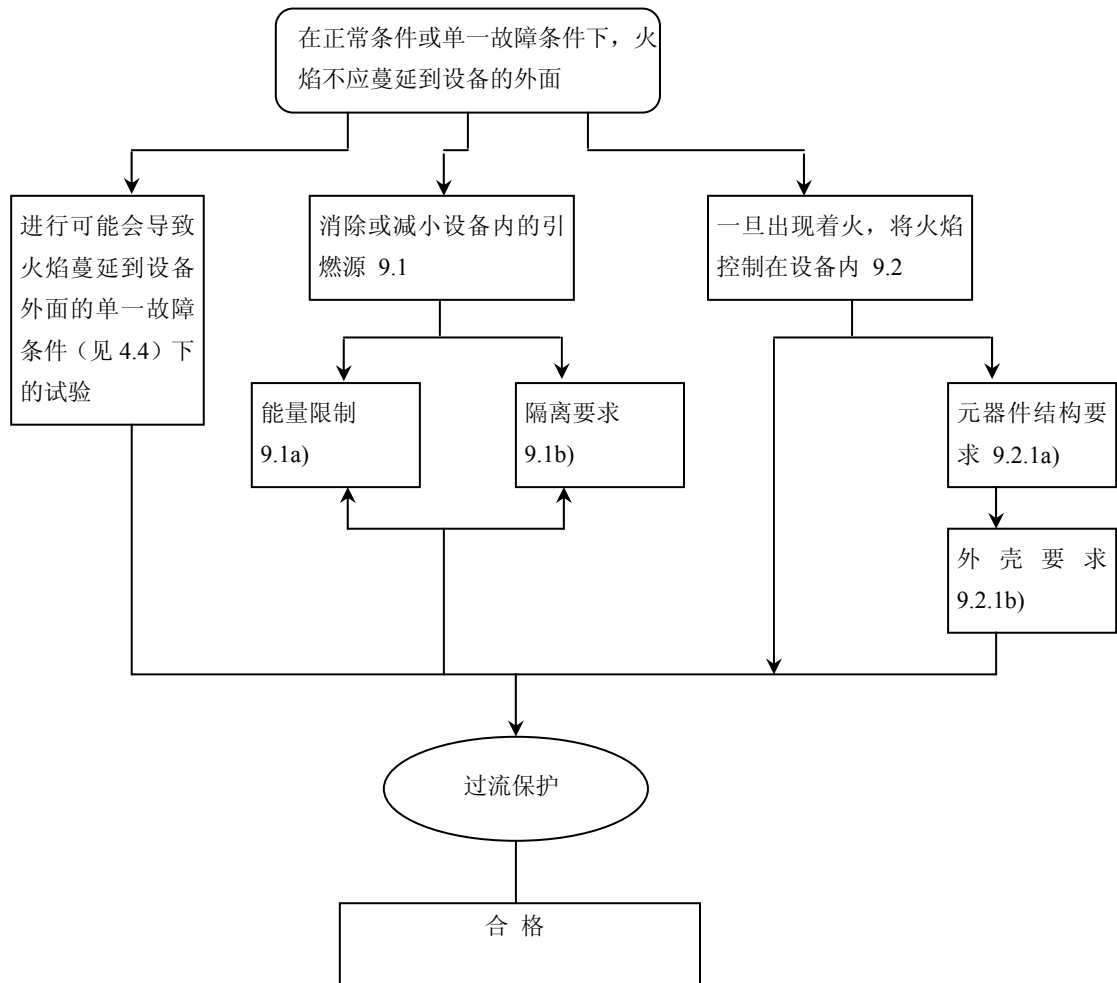 在正常条件或单一故障条件下，火
焰不应蔓延到设备的外面
进行可能会导致
火焰蔓延到设备
外面的单一故障
条件（见 4.4）下
的试验
消除或减小设备内的引
燃源 9.1
一旦出现着火，将火焰
控制在设备内 9.2
能量限制
9.1a)
隔离要求
9.1b)
元器件结构要
求 9.2.1a)
外 壳 要 求
9.2.1b)
过流保护
合 格